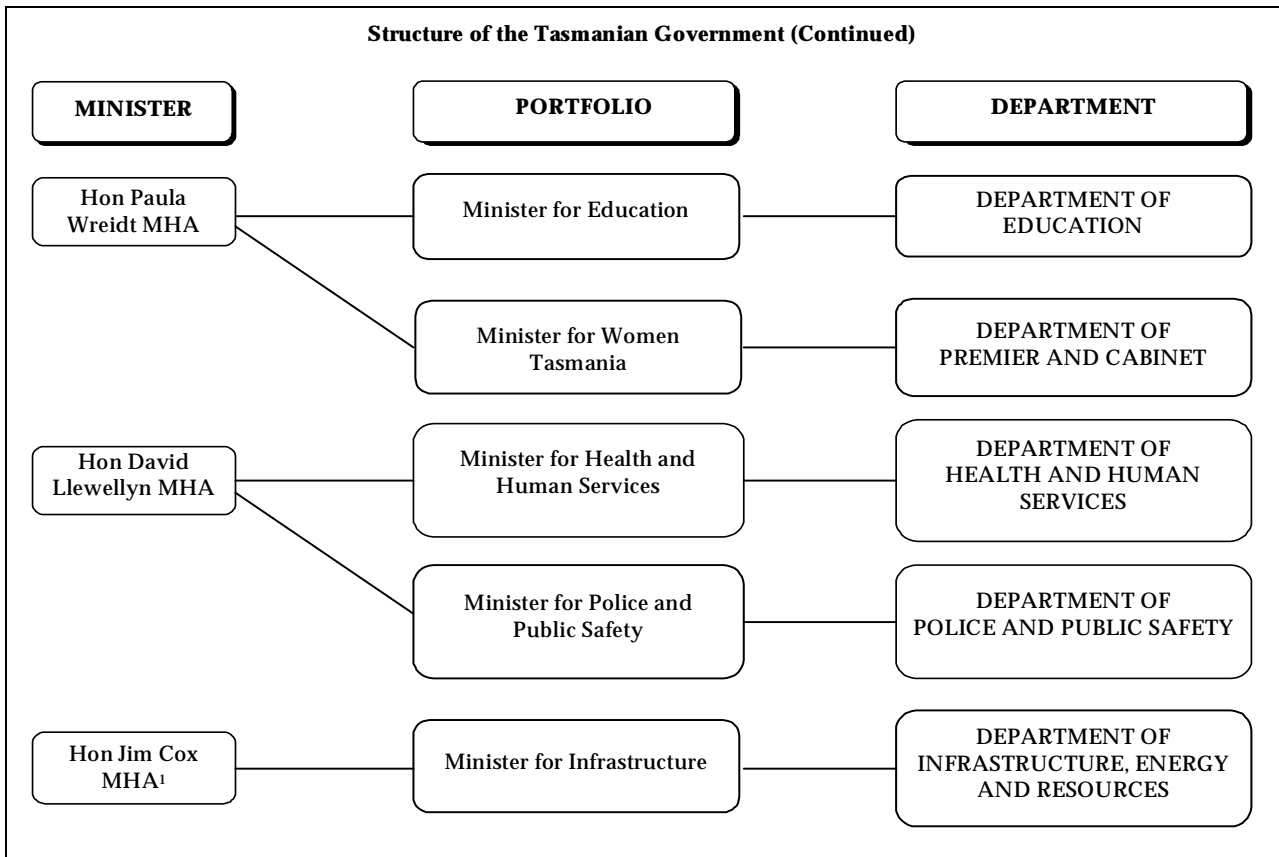 Structure of the Tasmanian Government (Continued)
MINISTER
PORTFOLIO
DEPARTMENT
Hon Paula
Wreidt MHA
Minister for Education
DEPARTMENT OF
EDUCATION
Minister for Women
Tasmania
DEPARTMENT OF
PREMIER AND CABINET
Hon David
Llewellyn MHA
Minister for Health and
Human Services
DEPARTMENT OF
HEALTH AND HUMAN
SERVICES
Minister for Police and
Public Safety
DEPARTMENT OF
POLICE AND PUBLIC SAFETY
Hon Jim Cox
MHA¹
Minister for Infrastructure
DEPARTMENT OF
INFRASTRUCTURE, ENERGY
AND RESOURCES